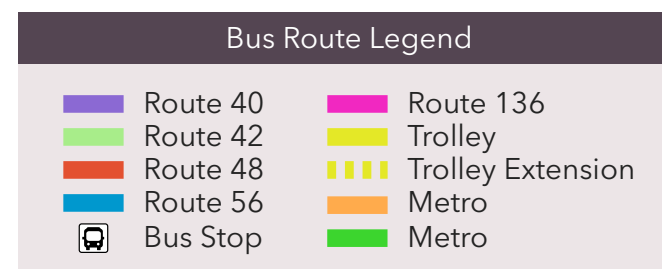 Bus Route Legend
Route 40
Route 42
Route 48
Route 56
Bus Stop
Route 136
Trolley
Trolley Extension
Metro
Metro